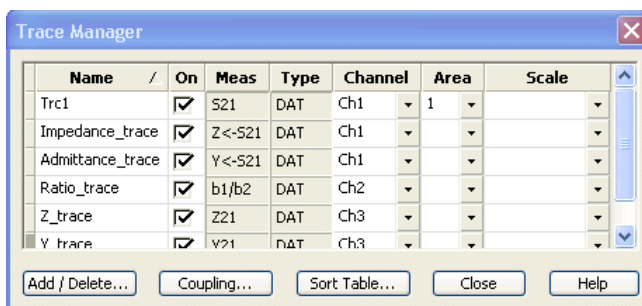 Trace Manager
Name On Meas Type Channel Area Scale
Trc1 S21 DAT Ch1 1
Impedance_trace Z<-S21 DAT Ch1
Admittance_trace Y<-S21 DAT Ch1
Ratio_trace b1/b2 DAT Ch2
Z_trace Z21 DAT Ch3
Y_trace Y21 DAT Ch3
Add / Delete... Coupling... Sort Table... Close Help